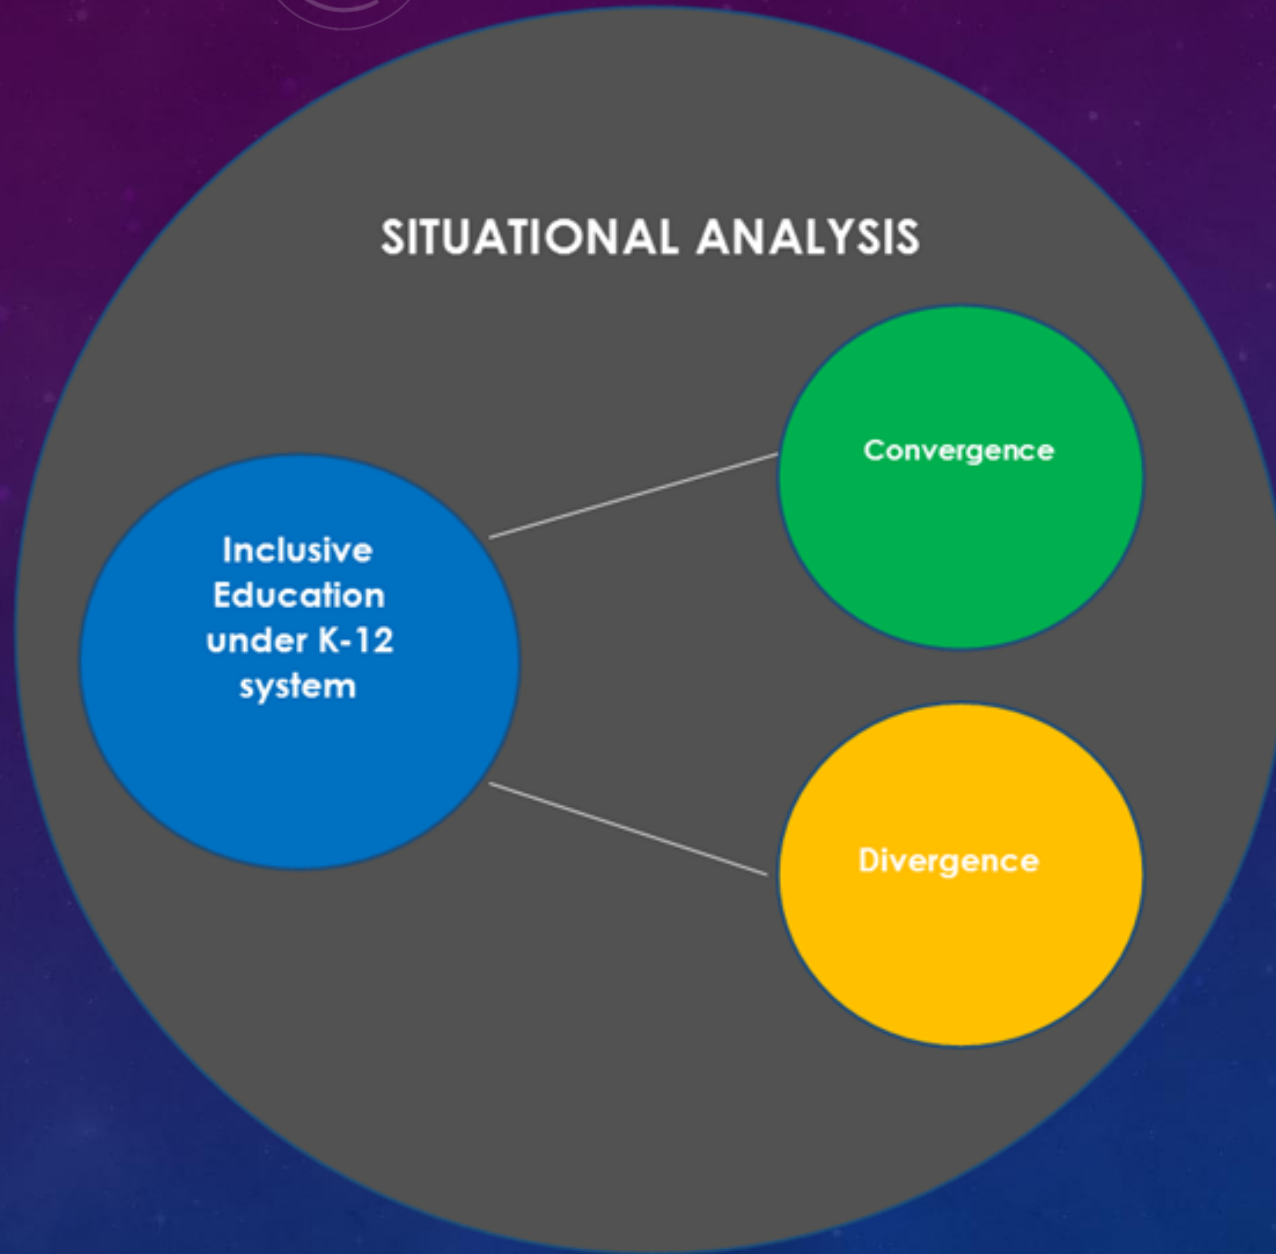 SITUATIONAL ANALYSIS
Convergence
Inclusive
Education
under K-12
system
Divergence